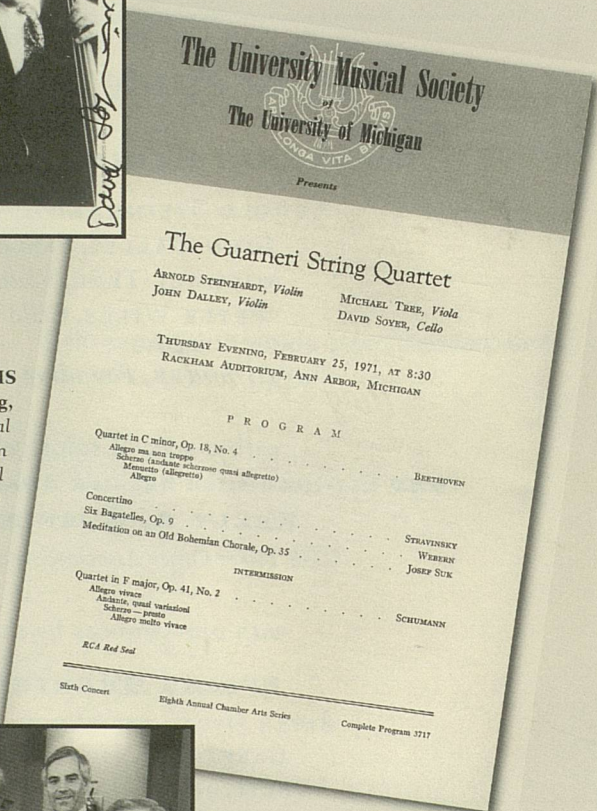 David Soyer
The University Musical Society
of
The University of Michigan
ARS LONGA VITA BREVIS
Presents
The Guarneri String Quartet
ARNOLD STEINHARDT, Violin MICHAEL TREE, Viola
JOHN DALLEY, Violin DAVID SOYER, Cello
THURSDAY EVENING, FEBRUARY 25, 1971, AT 8:30
RACKHAM AUDITORIUM, ANN ARBOR, MICHIGAN
PROGRAM
Quartet in C minor, Op. 18, No. 4 . . . . . . . . BEETHOVEN
Allegro ma non troppo
Scherzo (andante scherzoso quasi allegretto)
Menuetto (allegretto)
Allegro
Concertino . . . . . . . . . . . STRAVINSKY
Six Bagatelles, Op. 9 . . . . . . . . . . WEBERN
Meditation on an Old Bohemian Chorale, Op. 35 . . . . . JOSEF SUK
INTERMISSION
Quartet in F major, Op. 41, No. 2 . . . . . . . SCHUMANN
Allegro vivace
Andante, quasi variazioni
Scherzo — presto
Allegro molto vivace
RCA Red Seal
Sixth Concert Eighth Annual Chamber Arts Series Complete Program 3717